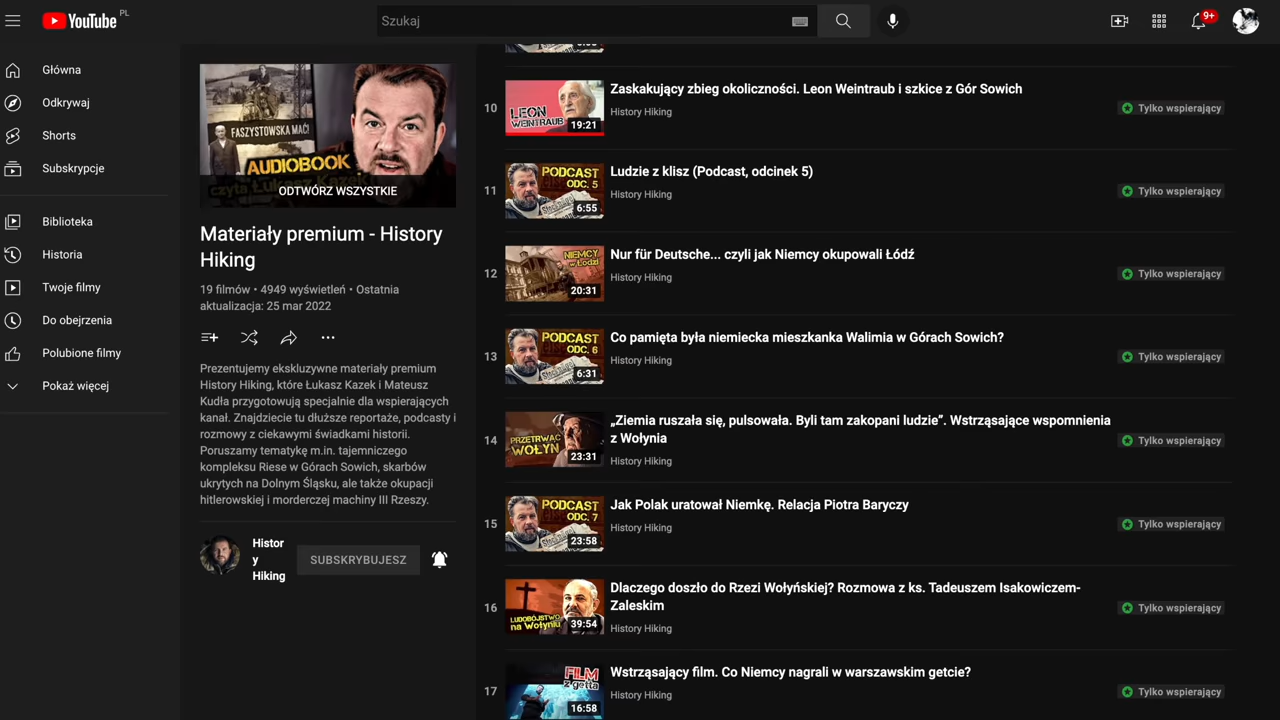 YouTube PL
Szukaj
9+
Główna
Odkrywaj
Shorts
Subskrypcje
Biblioteka
Historia
Twoje filmy
Do obejrzenia
Polubione filmy
Pokaż więcej
FASZYSTOWSKA MAĆ!
AUDIOBOOK
czyta Łukasz Kazek
ODTWÓRZ WSZYSTKIE
Materiały premium - History
Hiking
19 filmów • 4949 wyświetleń • Ostatnia
aktualizacja: 25 mar 2022
Prezentujemy ekskluzywne materiały premium
History Hiking, które Łukasz Kazek i Mateusz
Kudła przygotowują specjalnie dla wspierających
kanał. Znajdziecie tu dłuższe reportaże, podcasty i
rozmowy z ciekawymi świadkami historii.
Poruszamy tematykę m.in. tajemniczego
kompleksu Riese w Górach Sowich, skarbów
ukrytych na Dolnym Śląsku, ale także okupacji
hitlerowskiej i morderczej machiny III Rzeszy.
Histor
y
Hiking
SUBSKRYBUJESZ
10
LEON
WEINTRAUB
19:21
Zaskakujący zbieg okoliczności. Leon Weintraub i szkice z Gór Sowich
History Hiking
Tylko wspierający
11
PODCAST
ODC. 5
6:55
Ludzie z klisz (Podcast, odcinek 5)
History Hiking
Tylko wspierający
12
NIEMCY
w Łodzi
20:31
Nur für Deutsche... czyli jak Niemcy okupowali Łódź
History Hiking
Tylko wspierający
13
PODCAST
ODC. 6
6:31
Co pamięta była niemiecka mieszkanka Walimia w Górach Sowich?
History Hiking
Tylko wspierający
14
PRZETRWAĆ
WOŁYŃ
23:31
„Ziemia ruszała się, pulsowała. Byli tam zakopani ludzie”. Wstrząsające wspomnienia
z Wołynia
History Hiking
Tylko wspierający
15
PODCAST
ODC. 7
23:58
Jak Polak uratował Niemkę. Relacja Piotra Baryczy
History Hiking
Tylko wspierający
16
LUDOBÓJSTWO
na Wołyniu
39:54
Dlaczego doszło do Rzezi Wołyńskiej? Rozmowa z ks. Tadeuszem Isakowiczem-
Zaleskim
History Hiking
Tylko wspierający
17
FILM
z getta
16:58
Wstrząsający film. Co Niemcy nagrali w warszawskim getcie?
History Hiking
Tylko wspierający